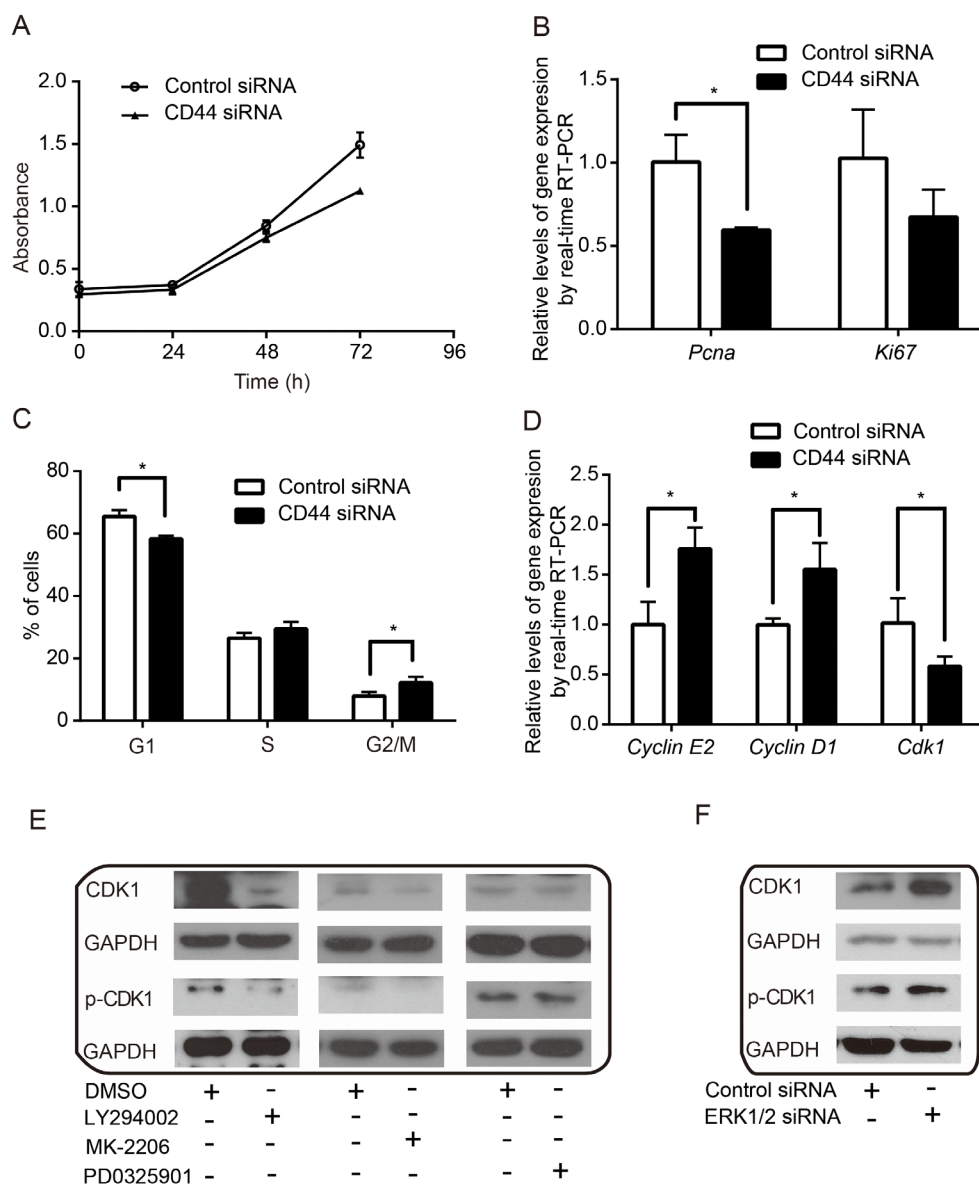 A
Control siRNA
CD44 siRNA
2.0
1.5
1.0
0.5
0.0
Absorbance
0 24 48 72 96
Time (h)
B
Control siRNA
CD44 siRNA
1.5
1.0
0.5
0.0
Relative levels of gene expresion
by real-time RT-PCR
*
Pcna Ki67
C
Control siRNA
CD44 siRNA
80
60
40
20
0
% of cells
* *
G1 S G2/M
D
Control siRNA
CD44 siRNA
2.5
2.0
1.5
1.0
0.5
0.0
Relative levels of gene expresion
by real-time RT-PCR
* * *
Cyclin E2 Cyclin D1 Cdk1
E
CDK1
GAPDH
p-CDK1
GAPDH
DMSO + - + - + -
LY294002 - + - - - -
MK-2206 - - - + - -
PD0325901 - - - - - +
F
CDK1
GAPDH
p-CDK1
GAPDH
Control siRNA + -
ERK1/2 siRNA - +